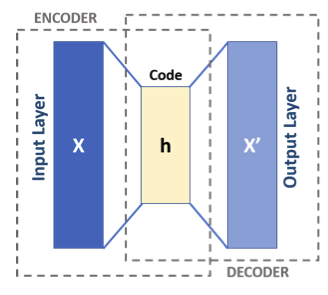 ENCODER
Code
Input Layer
X
h
X'
Output Layer
DECODER